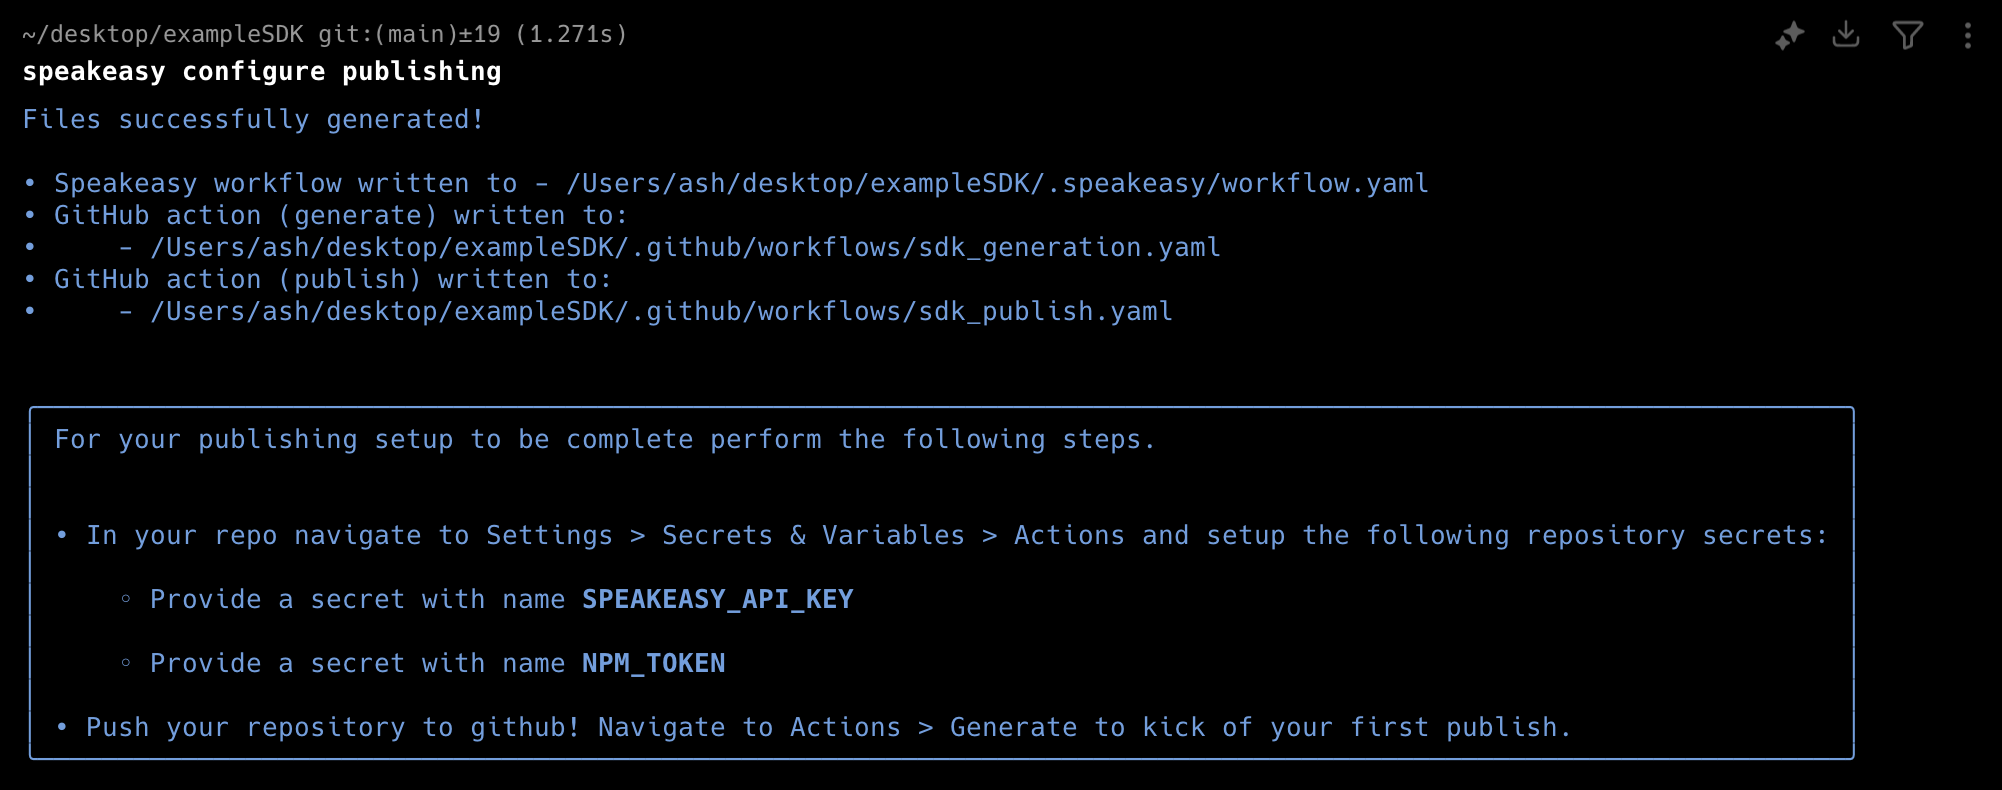 ~/desktop/exampleSDK git:(main)±19 (1.271s)
speakeasy configure publishing
Files successfully generated!
• Speakeasy workflow written to - /Users/ash/desktop/exampleSDK/.speakeasy/workflow.yaml
• GitHub action (generate) written to:
•     - /Users/ash/desktop/exampleSDK/.github/workflows/sdk_generation.yaml
• GitHub action (publish) written to:
•     - /Users/ash/desktop/exampleSDK/.github/workflows/sdk_publish.yaml
For your publishing setup to be complete perform the following steps.
• In your repo navigate to Settings > Secrets & Variables > Actions and setup the following repository secrets:
◦ Provide a secret with name SPEAKEASY_API_KEY
◦ Provide a secret with name NPM_TOKEN
• Push your repository to github! Navigate to Actions > Generate to kick of your first publish.